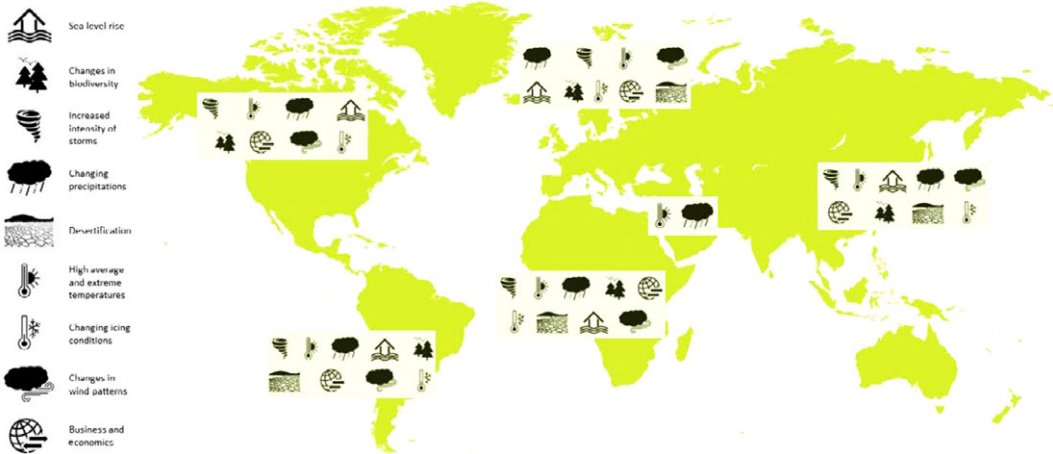 Sea level rise
Changes in
biodiversity
Increased
intensity of
storms
Changing
precipitations
Desertification
High average
and extreme
temperatures
Changing icing
conditions
Changes in
wind patterns
Business and
economics